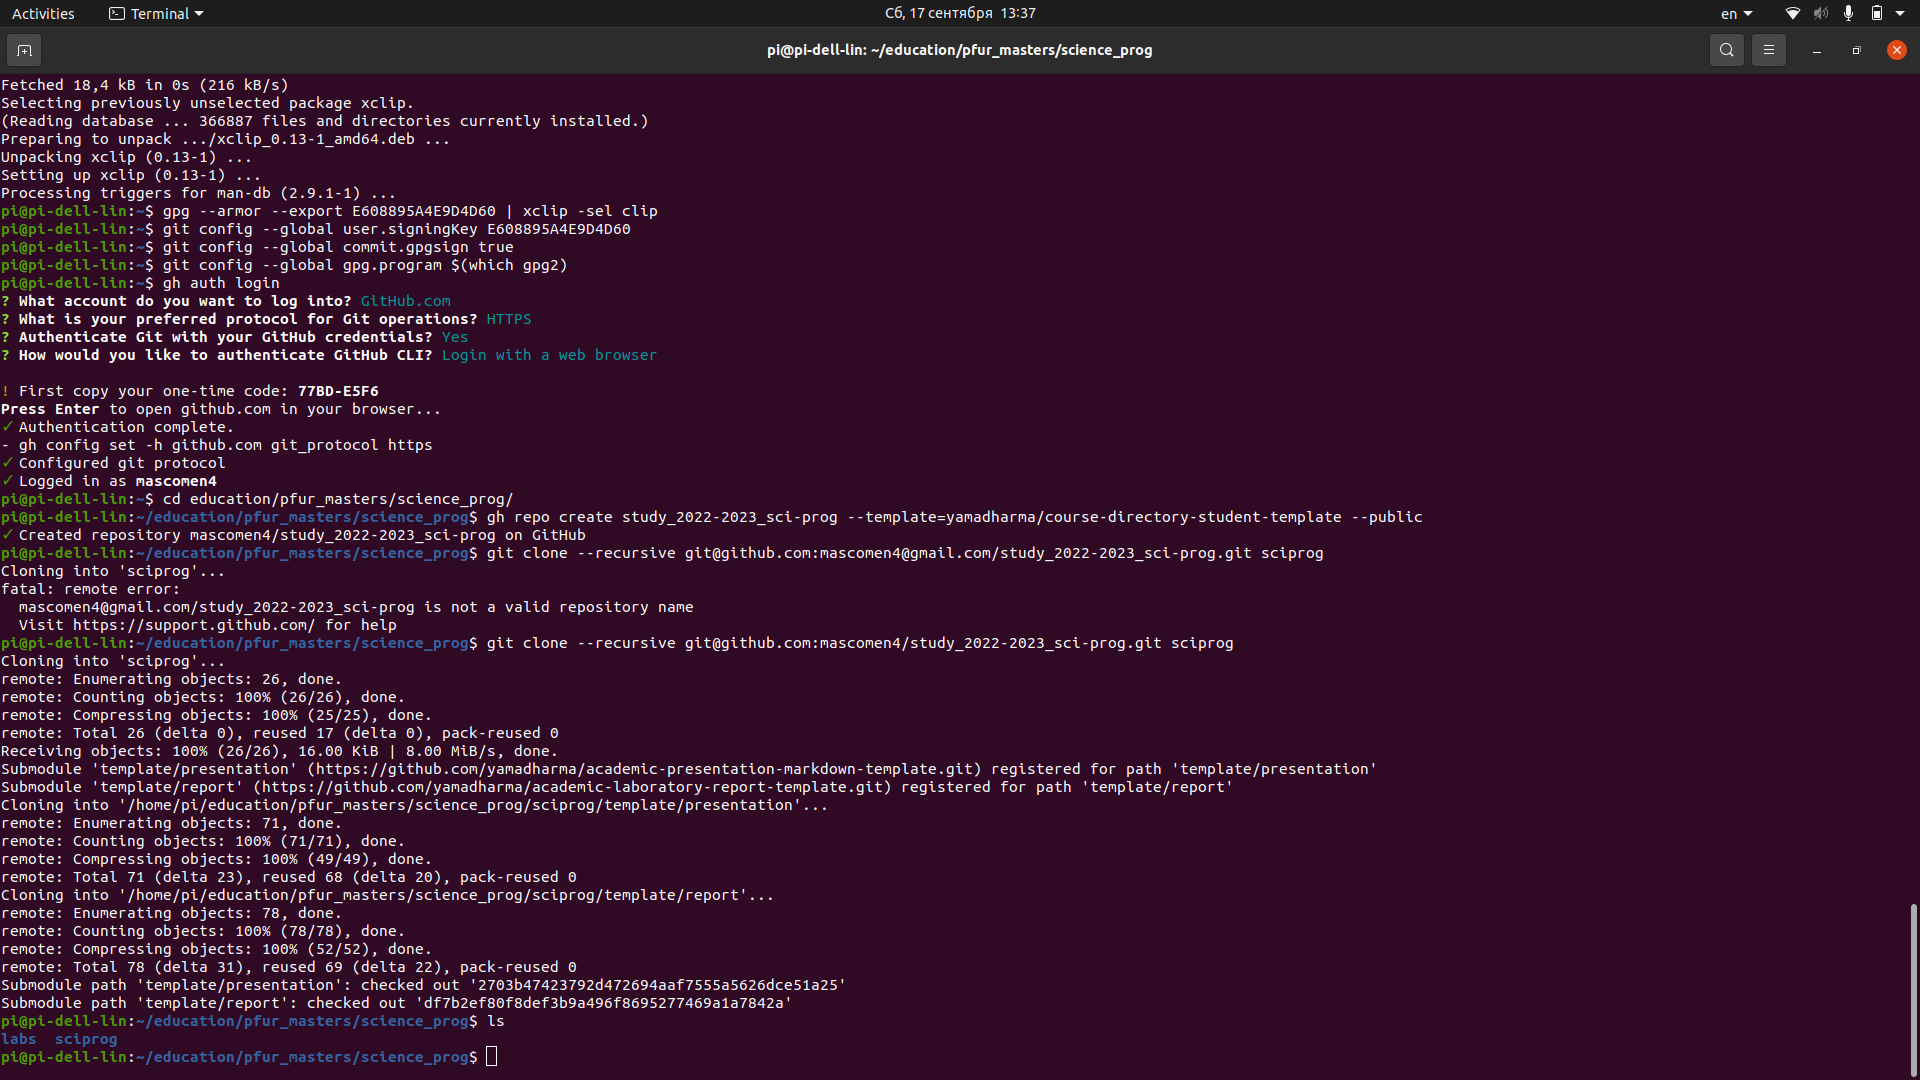 Activities Terminal Сб, 17 сентября 13:37 en
pi@pi-dell-lin: ~/education/pfur_masters/science_prog
Fetched 18,4 kB in 0s (216 kB/s)
Selecting previously unselected package xclip.
(Reading database ... 366887 files and directories currently installed.)
Preparing to unpack .../xclip_0.13-1_amd64.deb ...
Unpacking xclip (0.13-1) ...
Setting up xclip (0.13-1) ...
Processing triggers for man-db (2.9.1-1) ...
pi@pi-dell-lin:~$ gpg --armor --export E608895A4E9D4D60 | xclip -sel clip
pi@pi-dell-lin:~$ git config --global user.signingKey E608895A4E9D4D60
pi@pi-dell-lin:~$ git config --global commit.gpgsign true
pi@pi-dell-lin:~$ git config --global gpg.program $(which gpg2)
pi@pi-dell-lin:~$ gh auth login
? What account do you want to log into? GitHub.com
? What is your preferred protocol for Git operations? HTTPS
? Authenticate Git with your GitHub credentials? Yes
? How would you like to authenticate GitHub CLI? Login with a web browser
! First copy your one-time code: 77BD-E5F6
Press Enter to open github.com in your browser...
✓ Authentication complete.
- gh config set -h github.com git_protocol https
✓ Configured git protocol
✓ Logged in as mascomen4
pi@pi-dell-lin:~$ cd education/pfur_masters/science_prog/
pi@pi-dell-lin:~/education/pfur_masters/science_prog$ gh repo create study_2022-2023_sci-prog --template=yamadharma/course-directory-student-template --public
✓ Created repository mascomen4/study_2022-2023_sci-prog on GitHub
pi@pi-dell-lin:~/education/pfur_masters/science_prog$ git clone --recursive git@github.com:mascomen4@gmail.com/study_2022-2023_sci-prog.git sciprog
Cloning into 'sciprog'...
fatal: remote error:
  mascomen4@gmail.com/study_2022-2023_sci-prog is not a valid repository name
  Visit https://support.github.com/ for help
pi@pi-dell-lin:~/education/pfur_masters/science_prog$ git clone --recursive git@github.com:mascomen4/study_2022-2023_sci-prog.git sciprog
Cloning into 'sciprog'...
remote: Enumerating objects: 26, done.
remote: Counting objects: 100% (26/26), done.
remote: Compressing objects: 100% (25/25), done.
remote: Total 26 (delta 0), reused 17 (delta 0), pack-reused 0
Receiving objects: 100% (26/26), 16.00 KiB | 8.00 MiB/s, done.
Submodule 'template/presentation' (https://github.com/yamadharma/academic-presentation-markdown-template.git) registered for path 'template/presentation'
Submodule 'template/report' (https://github.com/yamadharma/academic-laboratory-report-template.git) registered for path 'template/report'
Cloning into '/home/pi/education/pfur_masters/science_prog/sciprog/template/presentation'...
remote: Enumerating objects: 71, done.
remote: Counting objects: 100% (71/71), done.
remote: Compressing objects: 100% (49/49), done.
remote: Total 71 (delta 23), reused 68 (delta 20), pack-reused 0
Cloning into '/home/pi/education/pfur_masters/science_prog/sciprog/template/report'...
remote: Enumerating objects: 78, done.
remote: Counting objects: 100% (78/78), done.
remote: Compressing objects: 100% (52/52), done.
remote: Total 78 (delta 31), reused 69 (delta 22), pack-reused 0
Submodule path 'template/presentation': checked out '2703b47423792d472694aaf7555a5626dce51a25'
Submodule path 'template/report': checked out 'df7b2ef80f8def3b9a496f8695277469a1a7842a'
pi@pi-dell-lin:~/education/pfur_masters/science_prog$ ls
labs  sciprog
pi@pi-dell-lin:~/education/pfur_masters/science_prog$